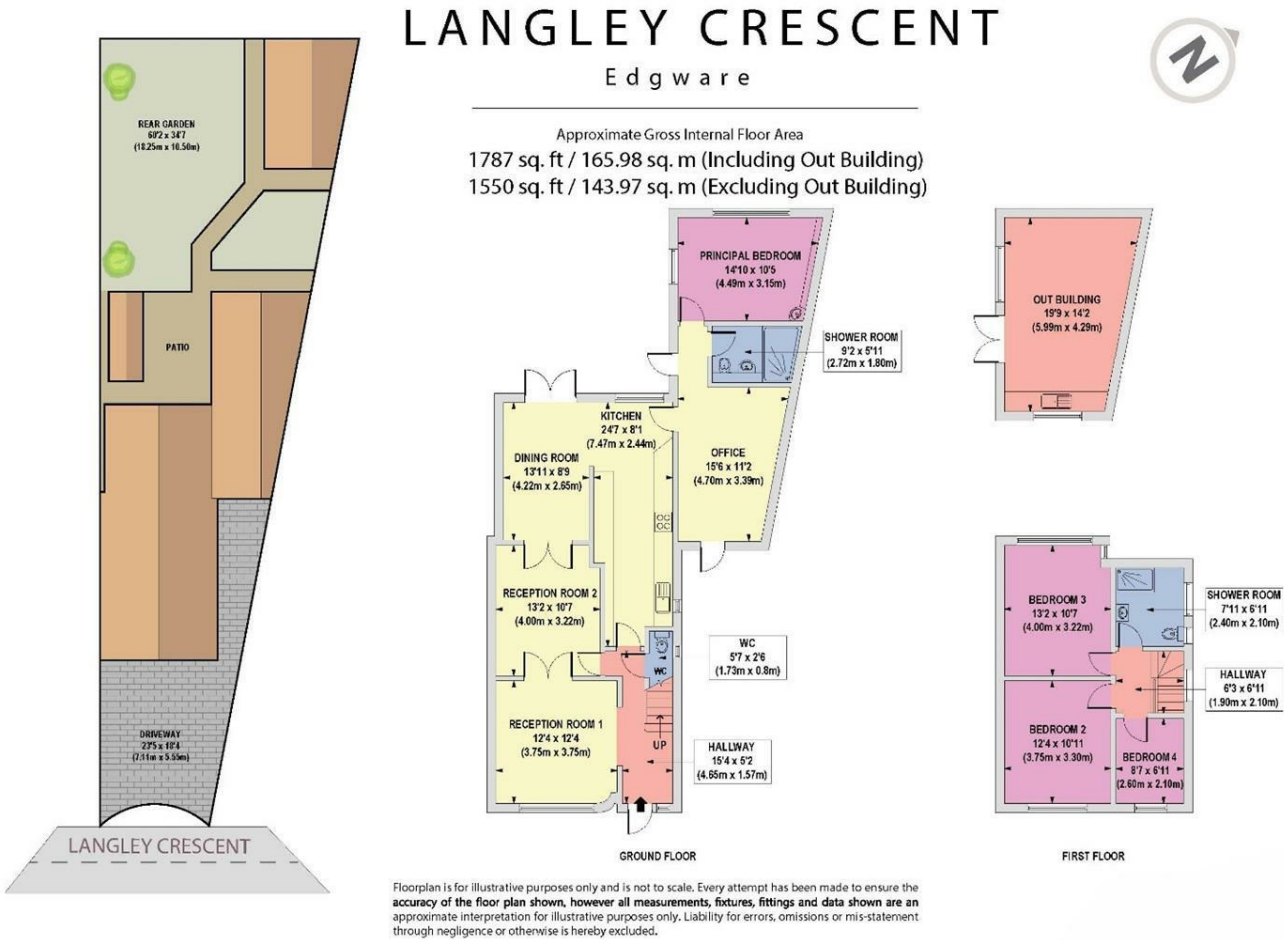 LANGLEY CRESCENT
Edgware
N
Approximate Gross Internal Floor Area
1787 sq. ft / 165.98 sq. m (Including Out Building)
1550 sq. ft / 143.97 sq. m (Excluding Out Building)
REAR GARDEN
60'2 x 34'7
(18.25m x 10.50m)
PATIO
DRIVEWAY
23'5 x 18'4
(7.11m x 5.55m)
LANGLEY CRESCENT
PRINCIPAL BEDROOM
14'10 x 10'5
(4.49m x 3.15m)
SHOWER ROOM
9'2 x 5'11
(2.72m x 1.80m)
KITCHEN
24'7 x 8'1
(7.47m x 2.44m)
DINING ROOM
13'11 x 8'9
(4.22m x 2.65m)
OFFICE
15'6 x 11'2
(4.70m x 3.39m)
RECEPTION ROOM 2
13'2 x 10'7
(4.00m x 3.22m)
WC
WC
5'7 x 2'6
(1.73m x 0.8m)
RECEPTION ROOM 1
12'4 x 12'4
(3.75m x 3.75m)
UP
HALLWAY
15'4 x 5'2
(4.65m x 1.57m)
GROUND FLOOR
OUT BUILDING
19'9 x 14'2
(5.99m x 4.29m)
BEDROOM 3
13'2 x 10'7
(4.00m x 3.22m)
SHOWER ROOM
7'11 x 6'11
(2.40m x 2.10m)
HALLWAY
6'3 x 6'11
(1.90m x 2.10m)
BEDROOM 2
12'4 x 10'11
(3.75m x 3.30m)
BEDROOM 4
8'7 x 6'11
(2.60m x 2.10m)
FIRST FLOOR
Floorplan is for illustrative purposes only and is not to scale. Every attempt has been made to ensure the
accuracy of the floor plan shown, however all measurements, fixtures, fittings and data shown are an
approximate interpretation for illustrative purposes only. Liability for errors, omissions or mis-statement
through negligence or otherwise is hereby excluded.